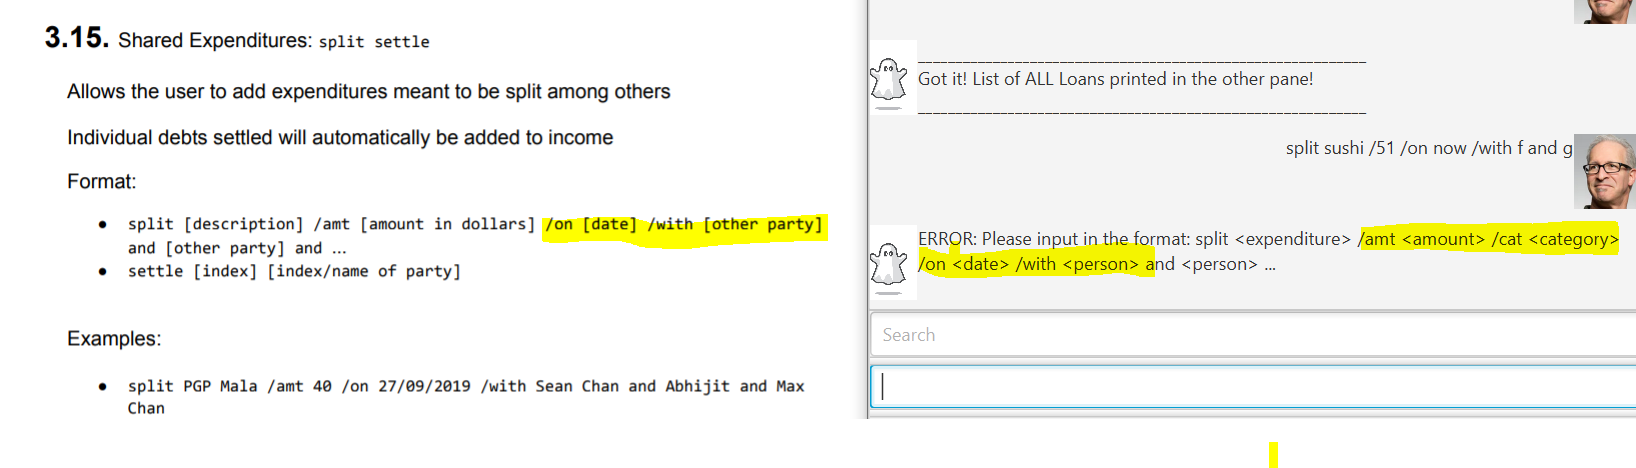 3.15. Shared Expenditures: split settle
Allows the user to add expenditures meant to be split among others
Individual debts settled will automatically be added to income
Format:
● split [description] /amt [amount in dollars] /on [date] /with [other party]
and [other party] and ...
● settle [index] [index/name of party]
Examples:
● split PGP Mala /amt 40 /on 27/09/2019 /with Sean Chan and Abhijit and Max
Chan
Got it! List of ALL Loans printed in the other pane!
split sushi /51 /on now /with f and g
ERROR: Please input in the format: split <expenditure> /amt <amount> /cat <category>
/on <date> /with <person> and <person> ...
Search